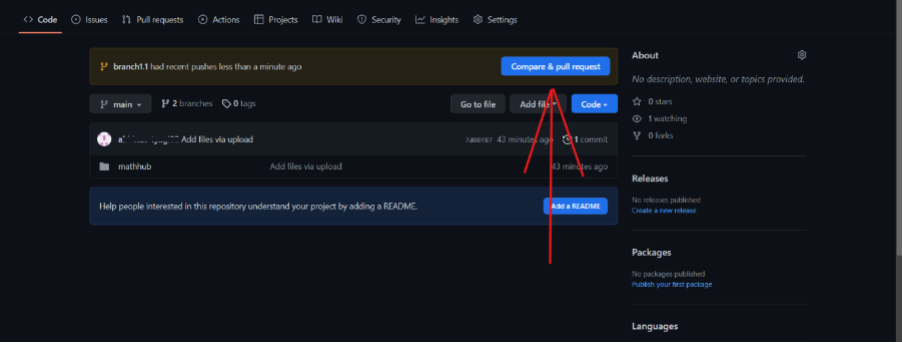 Code Issues Pull requests Actions Projects Wiki Security Insights Settings
branch1.1 had recent pushes less than a minute ago Compare & pull request
main 2 branches 0 tags Go to file Add file Code
Add files via upload 43 minutes ago 1 commit
mathhub Add files via upload 43 minutes ago
Help people interested in this repository understand your project by adding a README. Add a README
About
No description, website, or topics provided.
0 stars
1 watching
0 forks
Releases
No releases published
Create a new release
Packages
No packages published
Publish your first package
Languages